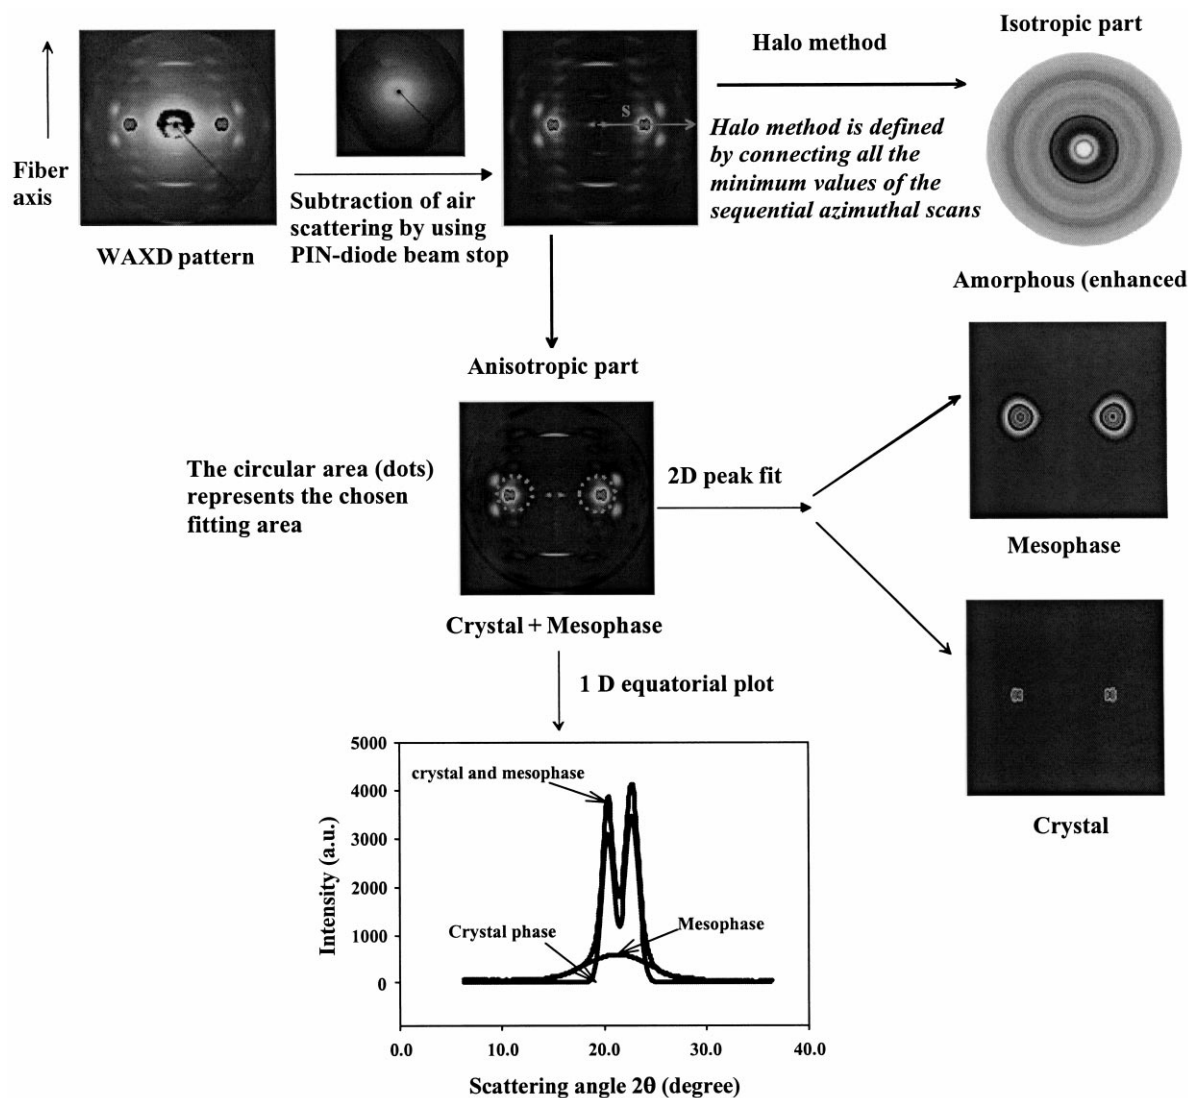 Fiber
axis
WAXD pattern
Subtraction of air
scattering by using
PIN-diode beam stop
S
Halo method
Halo method is defined
by connecting all the
minimum values of the
sequential azimuthal scans
Isotropic part
Amorphous (enhanced
Anisotropic part
The circular area (dots)
represents the chosen
fitting area
2D peak fit
Mesophase
Crystal + Mesophase
Crystal
1 D equatorial plot
5000
4000
3000
2000
1000
0
Intensity (a.u.)
crystal and mesophase
Crystal phase
Mesophase
0.0
10.0
20.0
30.0
40.0
Scattering angle 2θ (degree)